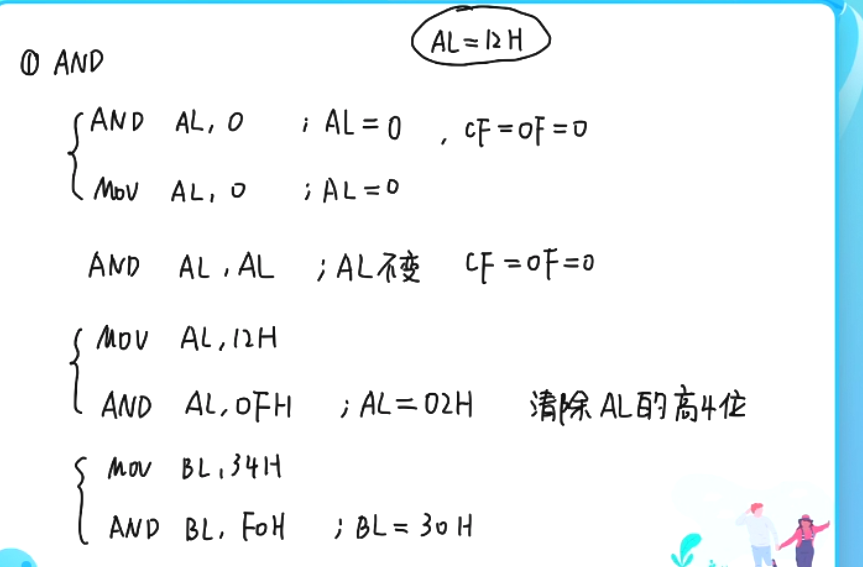 AL=12H
① AND
AND AL, 0 ; AL=0 , CF=OF=0
MOV AL, 0 ; AL=0
AND AL, AL ; AL不变 CF=OF=0
MOV AL, 12H
AND AL, 0FH ; AL=02H 清除AL的高4位
MOV BL, 34H
AND BL, F0H ; BL=30H